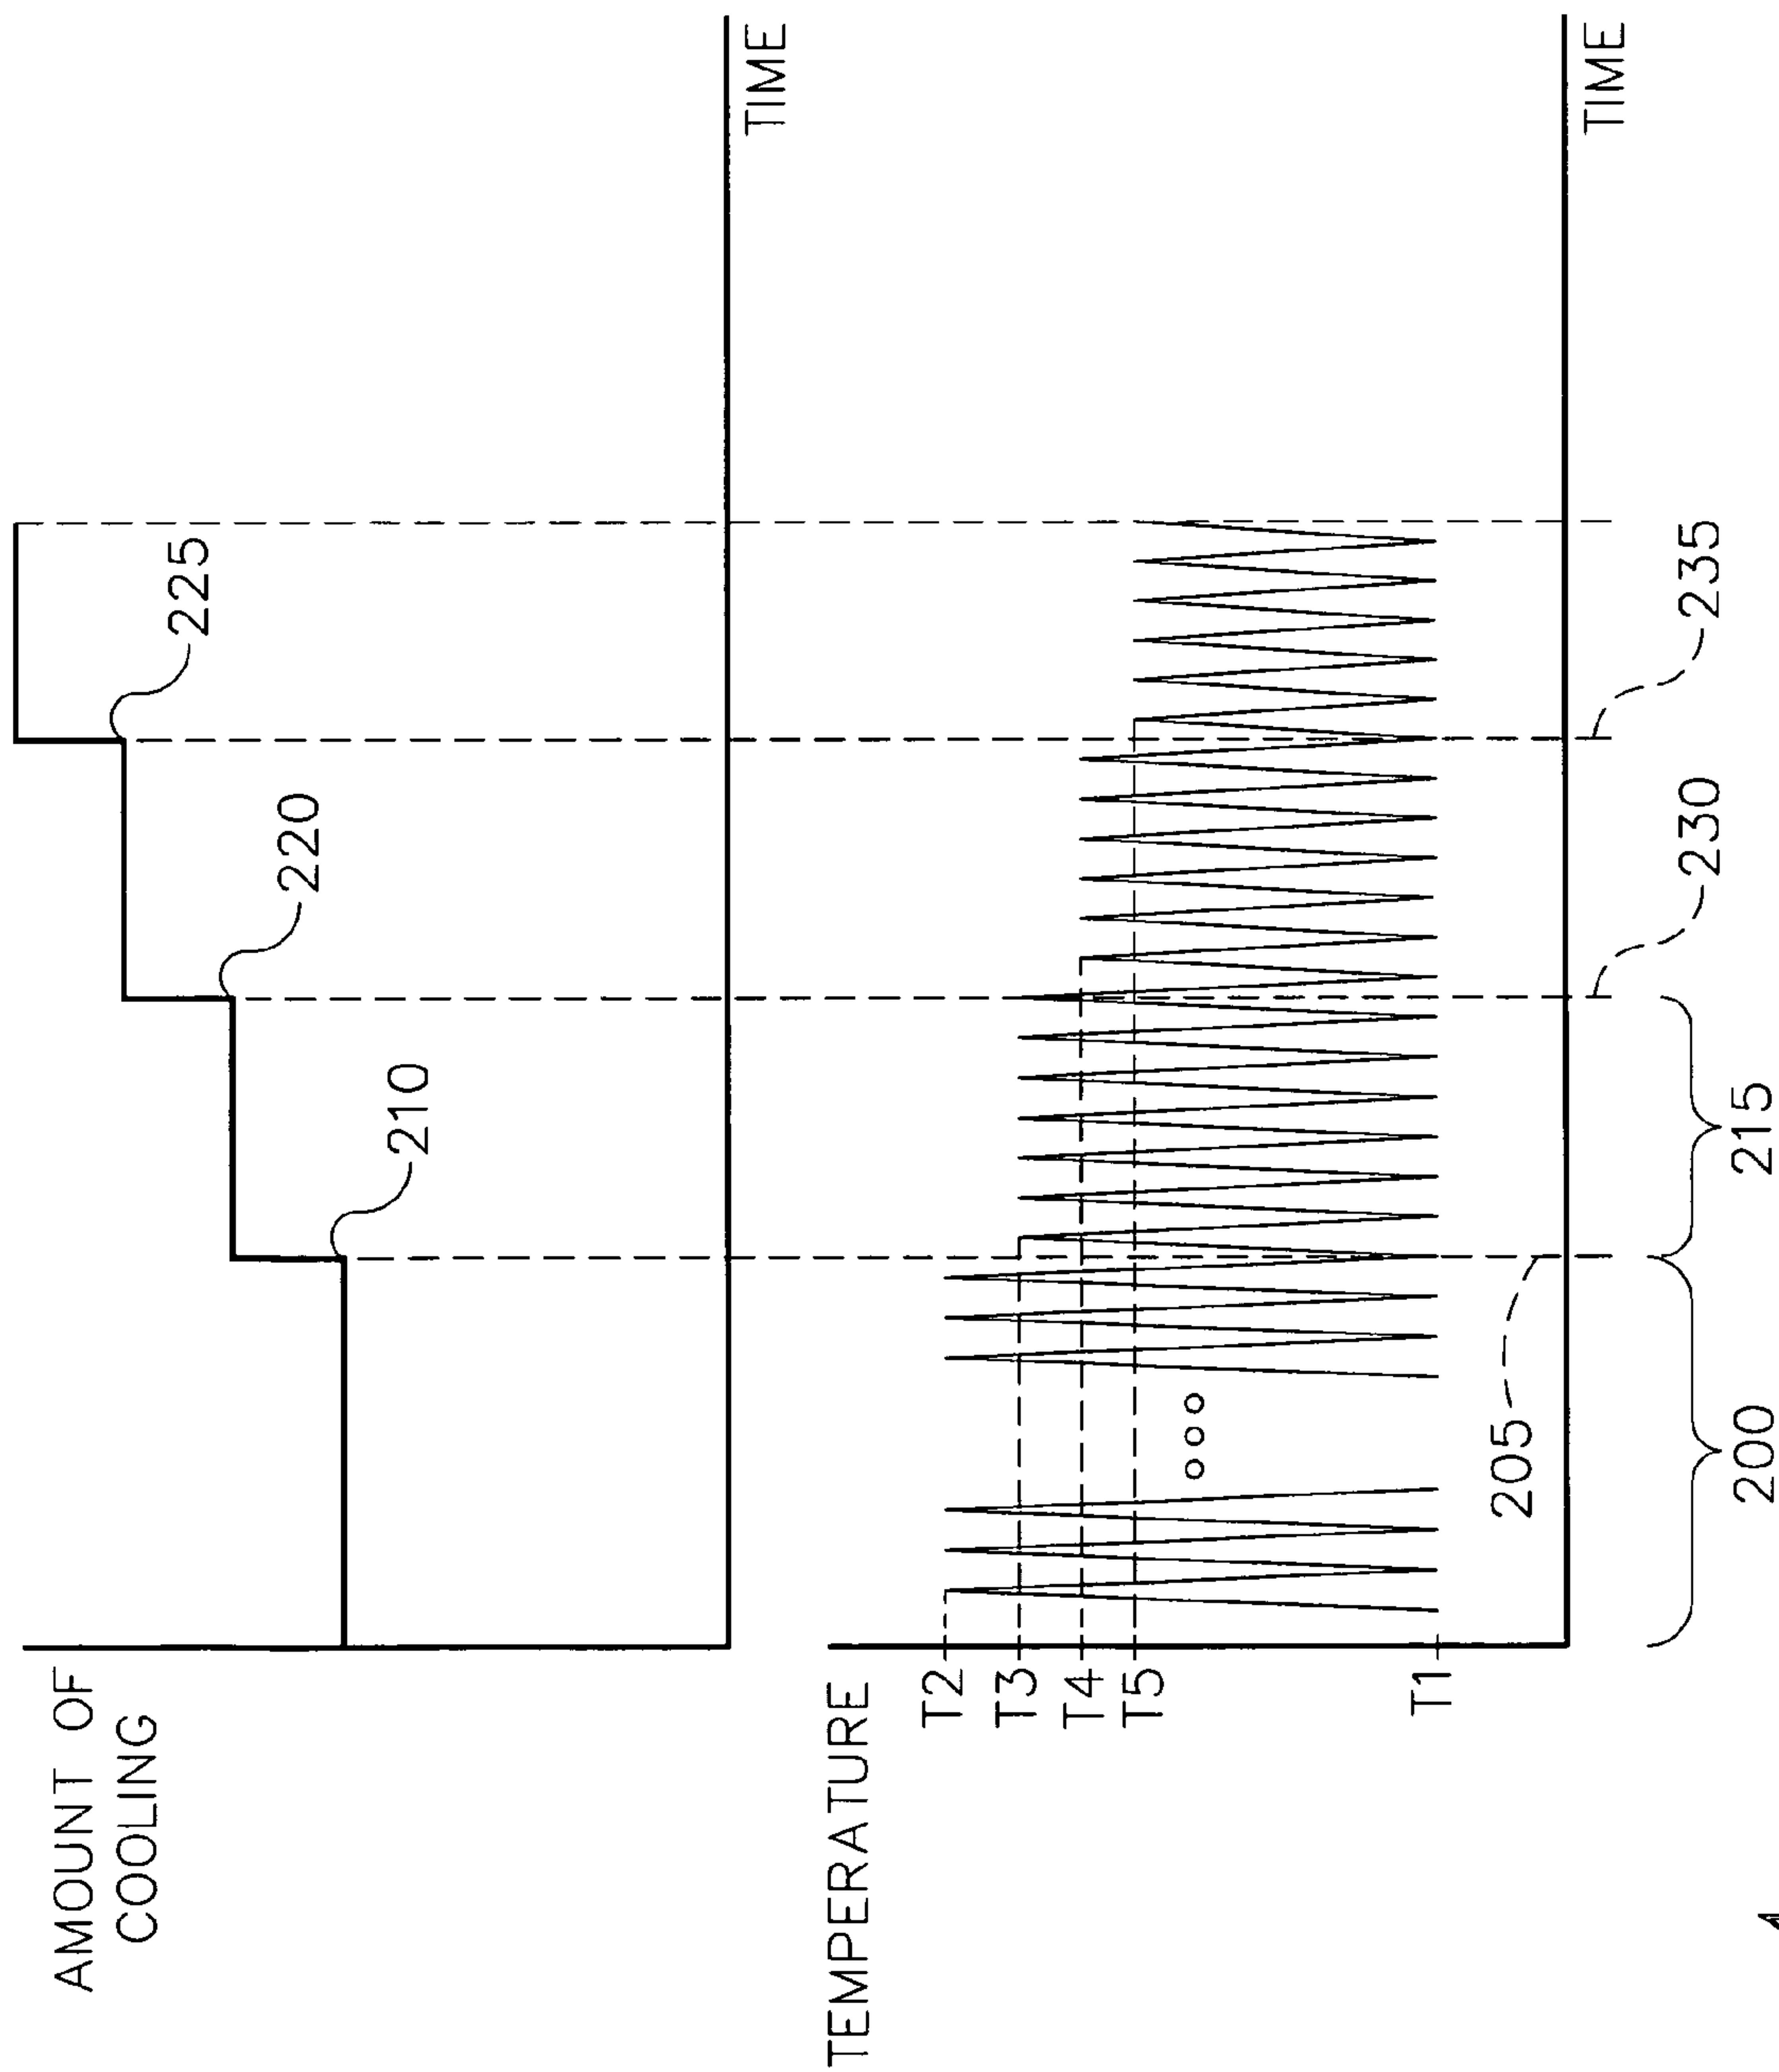 AMOUNT OF
COOLING
225
220
210
TIME
TEMPERATURE
T2
T3
T4
T5
T1
TIME
205
235
230
215
200